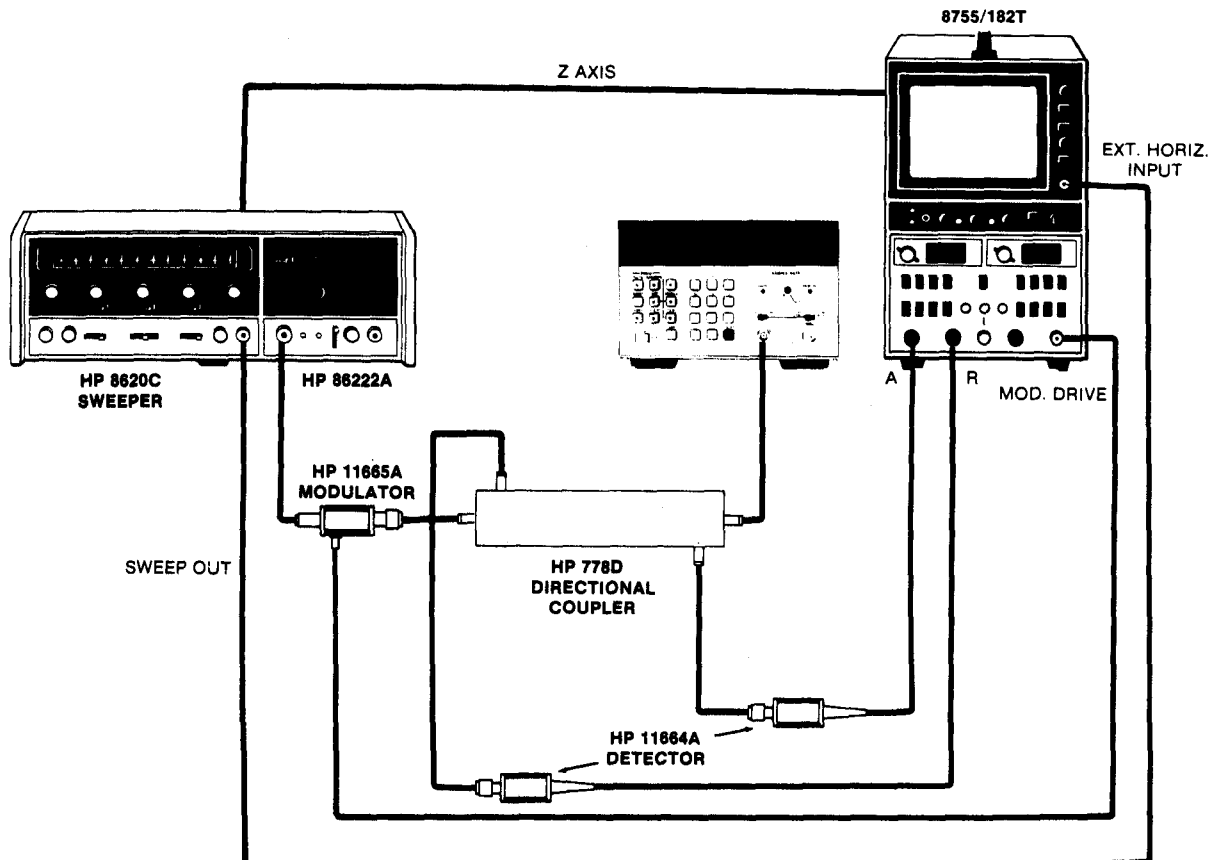 8755/182T
Z AXIS
EXT. HORIZ.
INPUT
HP 8620C
SWEEPER
HP 86222A
A
R
MOD. DRIVE
HP 11665A
MODULATOR
SWEEP OUT
HP 778D
DIRECTIONAL
COUPLER
HP 11664A
DETECTOR